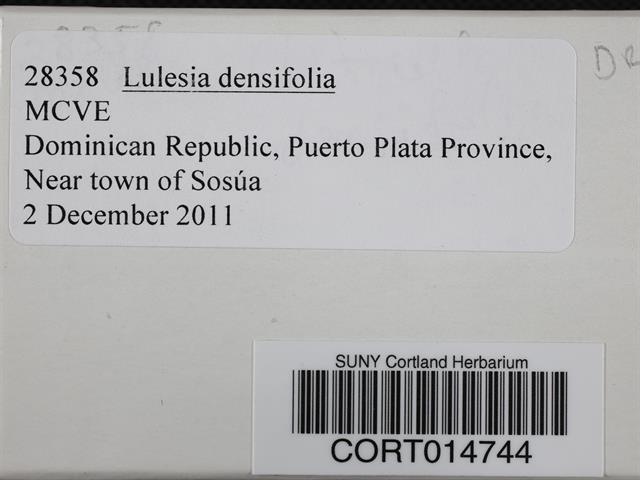 28358 Lulesia densifolia
MCVE
Dominican Republic, Puerto Plata Province,
Near town of Sosúa
2 December 2011
SUNY Cortland Herbarium
CORT014744